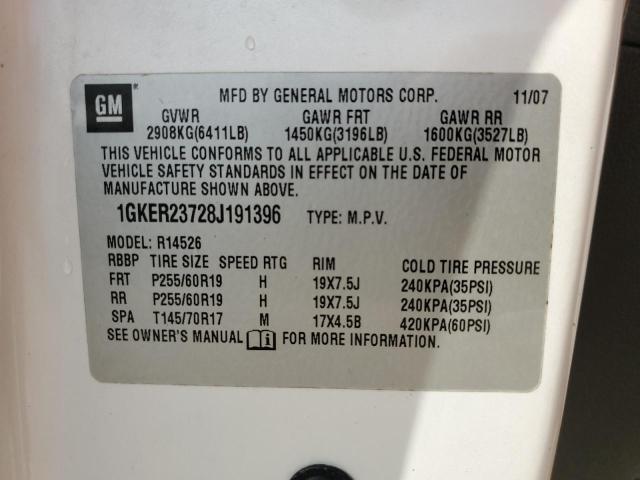 GM
MFD BY GENERAL MOTORS CORP. 11/07
GVWR GAWR FRT GAWR RR
2908KG(6411LB) 1450KG(3196LB) 1600KG(3527LB)
THIS VEHICLE CONFORMS TO ALL APPLICABLE U.S. FEDERAL MOTOR
VEHICLE SAFETY STANDARDS IN EFFECT ON THE DATE OF
MANUFACTURE SHOWN ABOVE.
1GKER23728J191396 TYPE: M.P.V.
MODEL: R14526
RBBP TIRE SIZE SPEED RTG RIM COLD TIRE PRESSURE
FRT P255/60R19 H 19X7.5J 240KPA(35PSI)
RR P255/60R19 H 19X7.5J 240KPA(35PSI)
SPA T145/70R17 M 17X4.5B 420KPA(60PSI)
SEE OWNER'S MANUAL i FOR MORE INFORMATION.